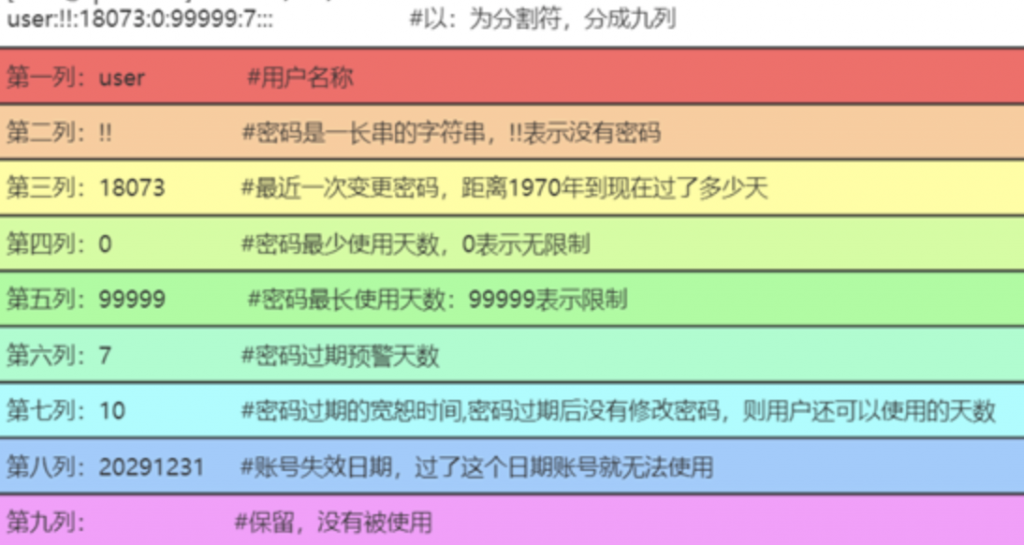 user:!!:18073:0:99999:7::: #以：为分割符，分成九列
第一列：user #用户名称
第二列：!! #密码是一长串的字符串，!!表示没有密码
第三列：18073 #最近一次变更密码，距离1970年到现在过了多少天
第四列：0 #密码最少使用天数，0表示无限制
第五列：99999 #密码最长使用天数：99999表示限制
第六列：7 #密码过期预警天数
第七列：10 #密码过期的宽恕时间,密码过期后没有修改密码，则用户还可以使用的天数
第八列：20291231 #账号失效日期，过了这个日期账号就无法使用
第九列： #保留，没有被使用